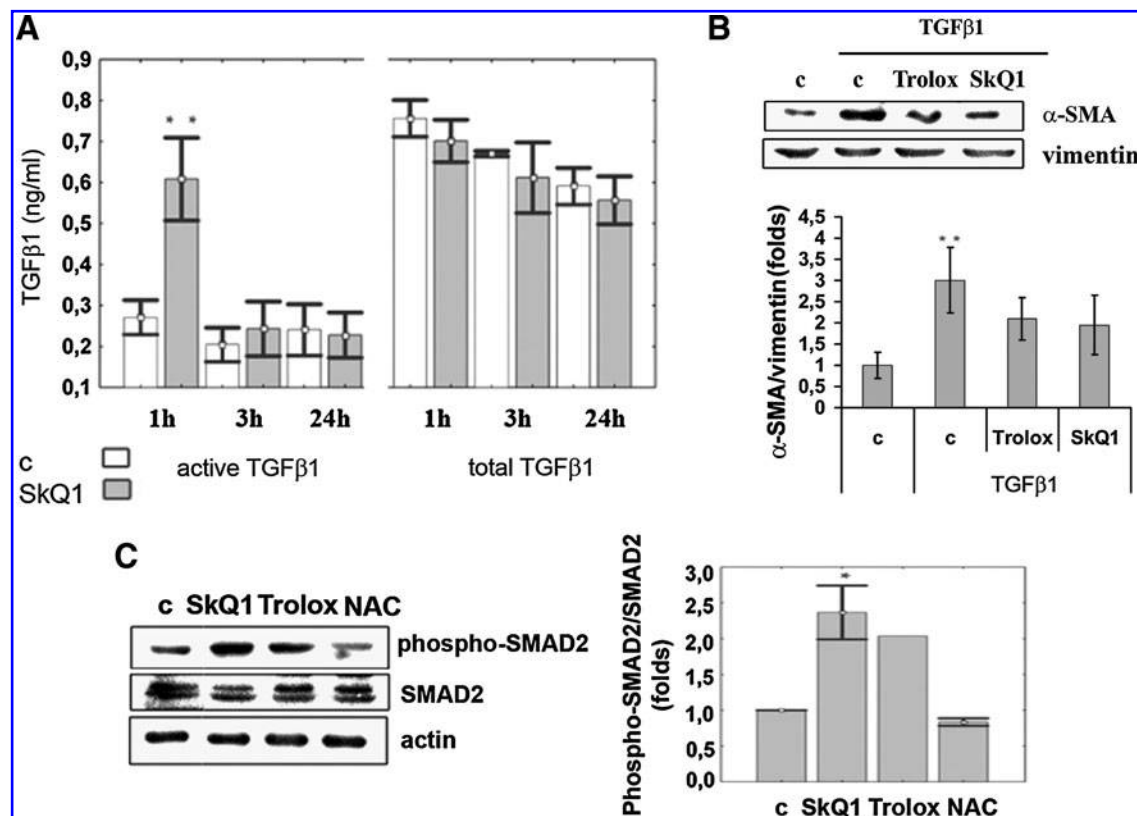 A
TGFβ1 (ng/ml)
0,9
0,8
0,7
0,6
0,5
0,4
0,3
0,2
0,1
* *
1h 3h 24h 1h 3h 24h
c
SkQ1
active TGFβ1 total TGFβ1
B
TGFβ1
c c Trolox SkQ1
α-SMA
vimentin
α-SMA/vimentin (folds)
4,5
4
3,5
3
2,5
2
1,5
1
0,5
0
* *
c c Trolox SkQ1
TGFβ1
C
c SkQ1 Trolox NAC
phospho-SMAD2
SMAD2
actin
Phospho-SMAD2/SMAD2
(folds)
3,0
2,5
2,0
1,5
1,0
0,5
0,0
*
c SkQ1 Trolox NAC